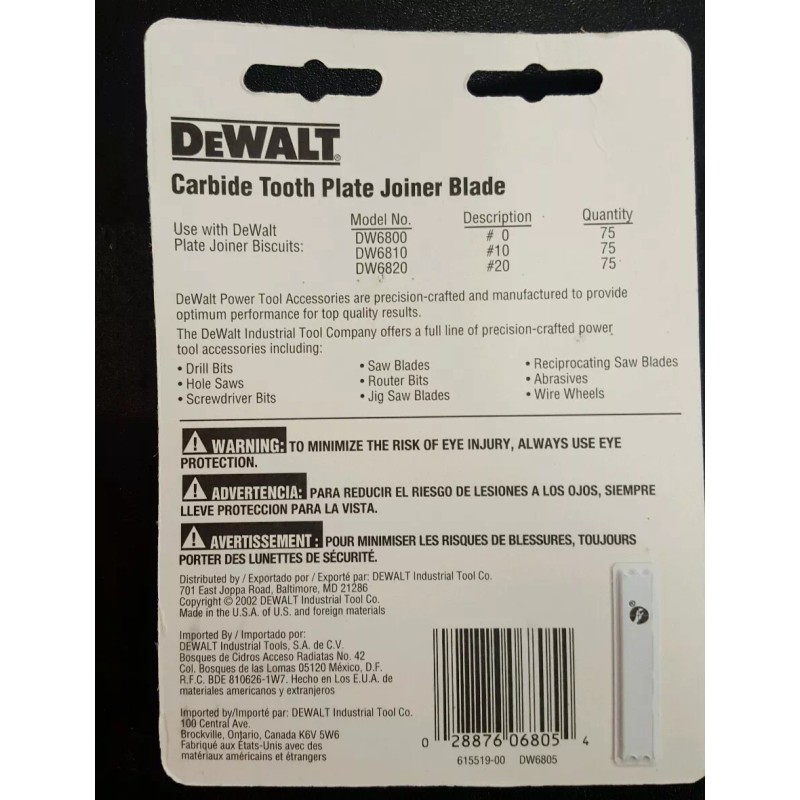 DEWALT®
Carbide Tooth Plate Joiner Blade
Use with DeWalt
Plate Joiner Biscuits:
Model No. Description Quantity
DW6800 # 0 75
DW6810 #10 75
DW6820 #20 75
DeWalt Power Tool Accessories are precision-crafted and manufactured to provide
optimum performance for top quality results.
The DeWalt Industrial Tool Company offers a full line of precision-crafted power
tool accessories including:
• Drill Bits • Saw Blades • Reciprocating Saw Blades
• Hole Saws • Router Bits • Abrasives
• Screwdriver Bits • Jig Saw Blades • Wire Wheels
WARNING: TO MINIMIZE THE RISK OF EYE INJURY, ALWAYS USE EYE
PROTECTION.
ADVERTENCIA: PARA REDUCIR EL RIESGO DE LESIONES A LOS OJOS, SIEMPRE
LLEVE PROTECCION PARA LA VISTA.
AVERTISSEMENT : POUR MINIMISER LES RISQUES DE BLESSURES, TOUJOURS
PORTER DES LUNETTES DE SÉCURITÉ.
Distributed by / Exportado por / Exporté par: DEWALT Industrial Tool Co.
701 East Joppa Road, Baltimore, MD 21286
Copyright © 2002 DEWALT Industrial Tool Co.
Made in the U.S.A. of U.S. and foreign materials
Imported By / Importado por:
DEWALT Industrial Tools, S.A. de C.V.
Bosques de Cidros Acceso Radiatas No. 42
Col. Bosques de las Lomas 05120 México, D.F.
R.F.C. BDE 810626-1W7. Hecho en Los E.U.A. de
materiales americanos y extranjeros
Imported by/Importé par: DEWALT Industrial Tool Co.
100 Central Ave.
Brockville, Ontario, Canada K6V 5W6
Fabriqué aux États-Unis avec des
matériaux américains et étrangers
0 28876 06805 4
615519-00 DW6805